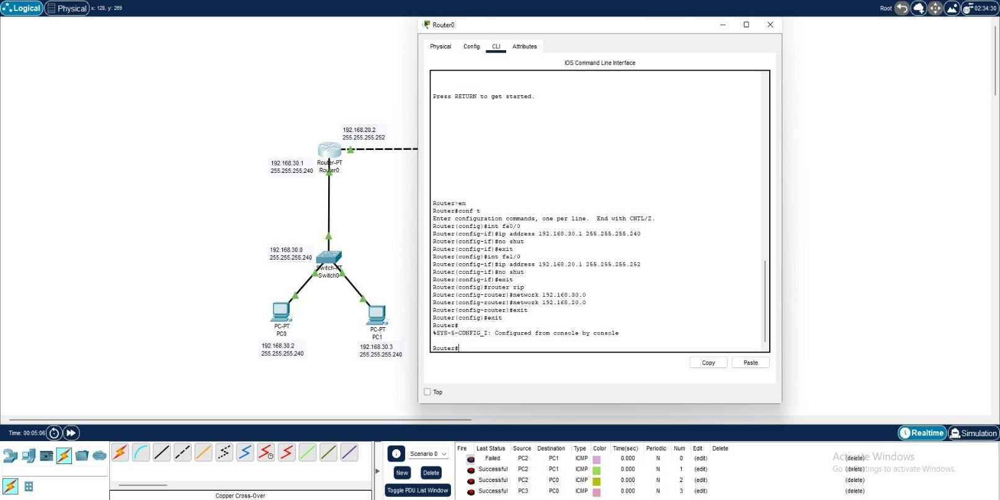 Logical
Physical
x: 128, y: 269
Root
02:34:30
Router0
Physical
Config
CLI
Attributes
IOS Command Line Interface
Press RETURN to get started.
Router>en
Router#conf t
Enter configuration commands, one per line.  End with CNTL/Z.
Router(config)#int fa0/0
Router(config-if)#ip address 192.168.30.1 255.255.255.240
Router(config-if)#no shut
Router(config-if)#exit
Router(config)#int fa1/0
Router(config-if)#ip address 192.168.20.1 255.255.255.252
Router(config-if)#no shut
Router(config-if)#exit
Router(config)#router rip
Router(config-router)#network 192.168.30.0
Router(config-router)#network 192.168.20.0
Router(config-router)#exit
Router(config)#exit
Router#
%SYS-5-CONFIG_I: Configured from console by console
Router#
Copy
Paste
Top
192.168.20.2
255.255.255.252
192.168.30.1
255.255.255.240
Router-PT
Router0
192.168.30.0
255.255.255.240
Switch-PT
Switch0
PC-PT
PC0
PC-PT
PC1
192.168.30.2
255.255.255.240
192.168.30.3
255.255.255.240
Time: 00:05:06
Realtime
Simulation
Scenario 0
New
Delete
Toggle PDU List Window
Copper Cross-Over
Fire Last Status Source Destination Type Color Time(sec) Periodic Num Edit Delete
Failed PC2 PC1 ICMP 0.000 N 0 (edit) (delete)
Successful PC2 PC1 ICMP 0.000 N 1 (edit) (delete)
Successful PC2 PC0 ICMP 0.000 N 2 (edit) (delete)
Successful PC3 PC0 ICMP 0.000 N 3 (edit) (delete)
Activate Windows
Go to Settings to activate Windows.